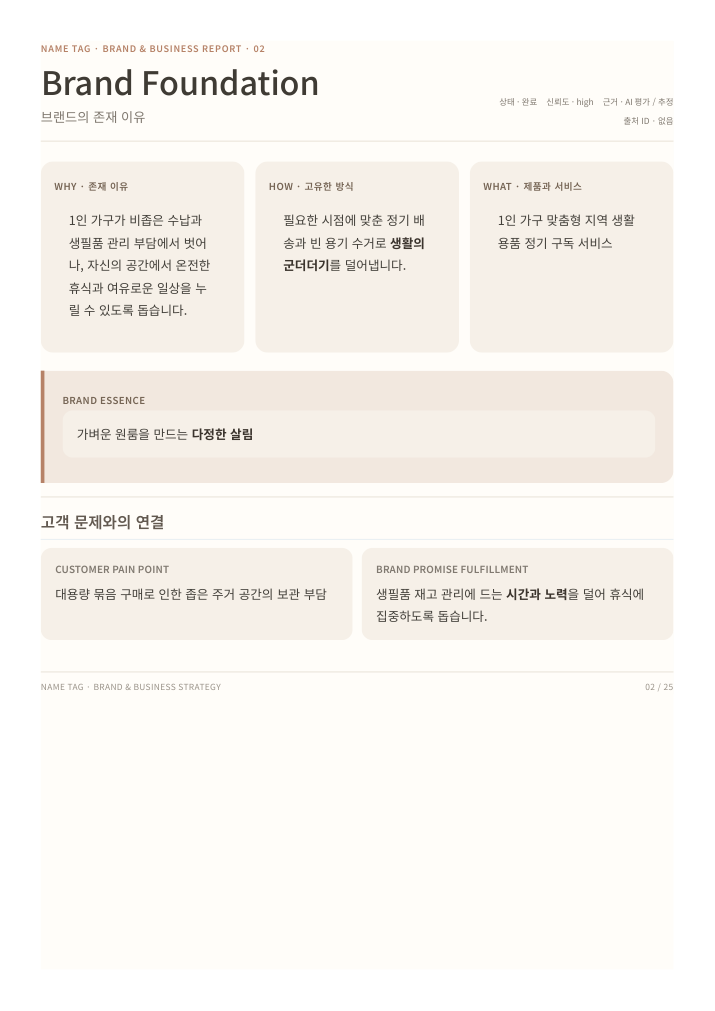 NAME TAG · BRAND & BUSINESS REPORT · 02
Brand Foundation
브랜드의 존재 이유
상태 · 완료 신뢰도 · high 근거 · AI 평가 / 추정
출처 ID · 없음
WHY · 존재 이유
1인 가구가 비좁은 수납과
생필품 관리 부담에서 벗어
나, 자신의 공간에서 온전한
휴식과 여유로운 일상을 누
릴 수 있도록 돕습니다.
HOW · 고유한 방식
필요한 시점에 맞춘 정기 배
송과 빈 용기 수거로 생활의
군더더기를 덜어냅니다.
WHAT · 제품과 서비스
1인 가구 맞춤형 지역 생활
용품 정기 구독 서비스
BRAND ESSENCE
가벼운 원룸을 만드는 다정한 살림
고객 문제와의 연결
CUSTOMER PAIN POINT
대용량 묶음 구매로 인한 좁은 주거 공간의 보관 부담
BRAND PROMISE FULFILLMENT
생필품 재고 관리에 드는 시간과 노력을 덜어 휴식에
집중하도록 돕습니다.
NAME TAG · BRAND & BUSINESS STRATEGY
02 / 25